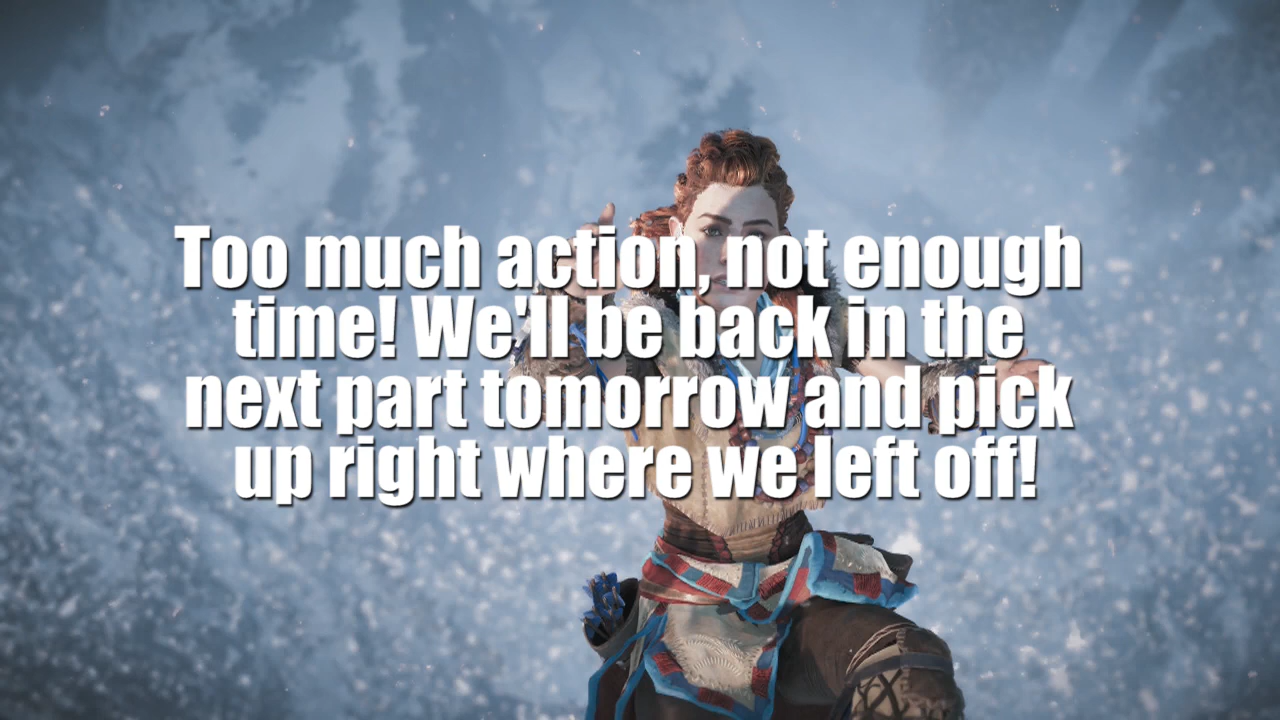 Too much action, not enough
time! We'll be back in the
next part tomorrow and pick
up right where we left off!